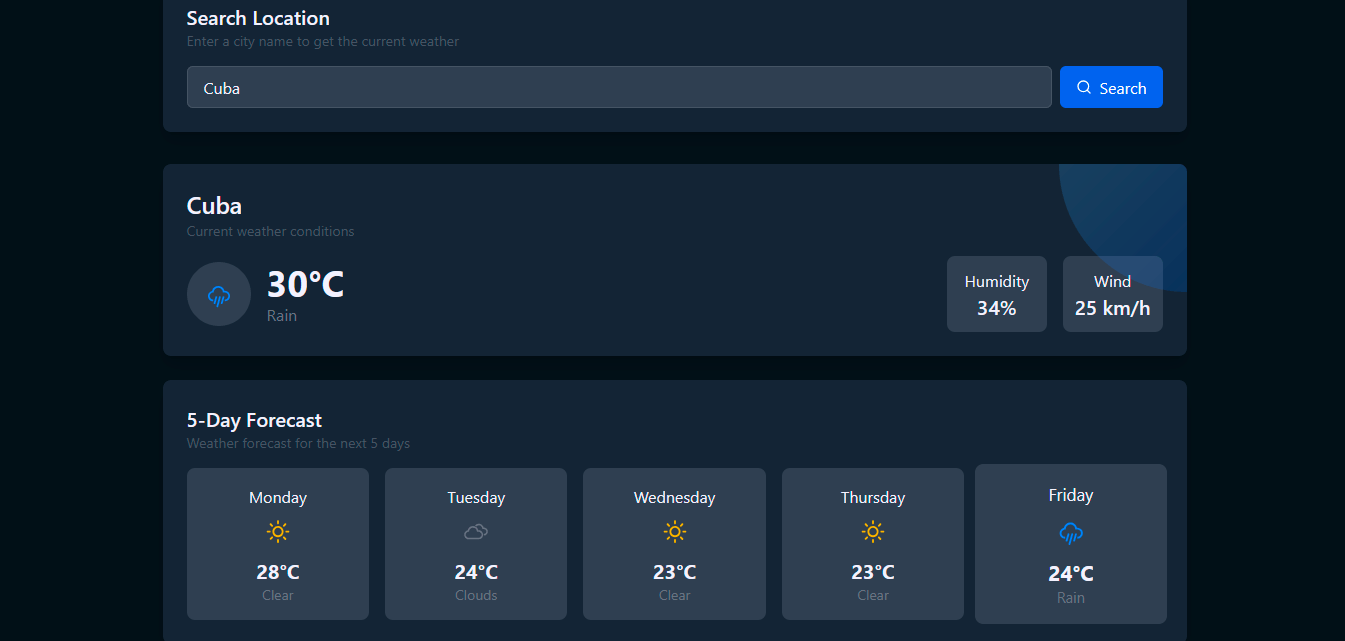 Search Location
Enter a city name to get the current weather
Cuba
Search
Cuba
Current weather conditions
30°C
Rain
Humidity
34%
Wind
25 km/h
5-Day Forecast
Weather forecast for the next 5 days
Monday
28°C
Clear
Tuesday
24°C
Clouds
Wednesday
23°C
Clear
Thursday
23°C
Clear
Friday
24°C
Rain